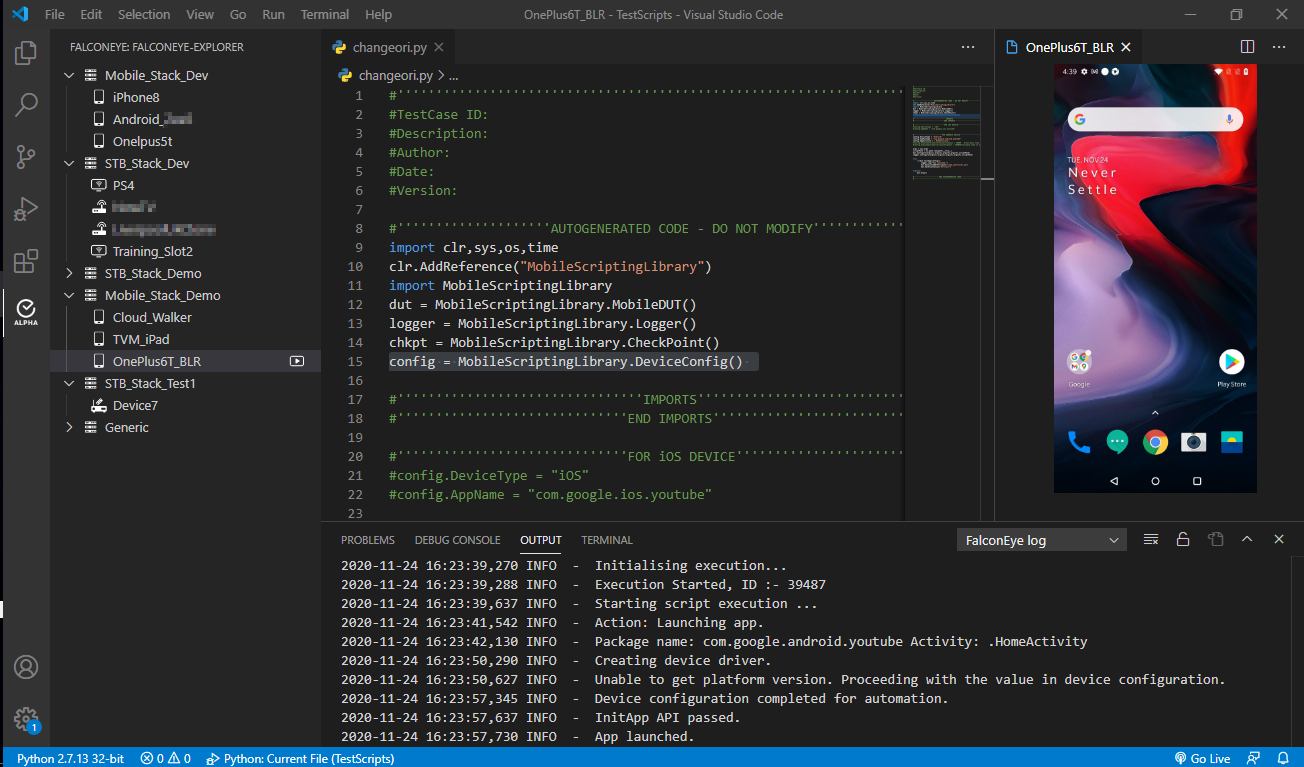 File Edit Selection View Go Run Terminal Help
OnePlus6T_BLR - TestScripts - Visual Studio Code
FALCONEYE: FALCONEYE-EXPLORER
Mobile_Stack_Dev
iPhone8
Android_
Onelpus5t
STB_Stack_Dev
PS4
Training_Slot2
STB_Stack_Demo
Mobile_Stack_Demo
Cloud_Walker
TVM_iPad
OnePlus6T_BLR
STB_Stack_Test1
Device7
Generic
ALPHA
1
changeori.py
changeori.py > ...
1 #''''''''''''''''''''''''''''''''''''''''''''''''''''''''''''''''''
2 #TestCase ID:
3 #Description:
4 #Author:
5 #Date:
6 #Version:
7
8 #''''''''''''''''''''AUTOGENERATED CODE - DO NOT MODIFY''''''''''''
9 import clr,sys,os,time
10 clr.AddReference("MobileScriptingLibrary")
11 import MobileScriptingLibrary
12 dut = MobileScriptingLibrary.MobileDUT()
13 logger = MobileScriptingLibrary.Logger()
14 chkpt = MobileScriptingLibrary.CheckPoint()
15 config = MobileScriptingLibrary.DeviceConfig()
16
17 #''''''''''''''''''''''''''''''''IMPORTS'''''''''''''''''''''''''''
18 #''''''''''''''''''''''''''''''END IMPORTS'''''''''''''''''''''''''
19
20 #''''''''''''''''''''''''''''''FOR iOS DEVICE''''''''''''''''''''''
21 #config.DeviceType = "iOS"
22 #config.AppName = "com.google.ios.youtube"
23
OnePlus6T_BLR
4:39
TUE, NOV 24
Never
Settle
Google
Play Store
PROBLEMS DEBUG CONSOLE OUTPUT TERMINAL
FalconEye log
2020-11-24 16:23:39,270 INFO - Initialising execution...
2020-11-24 16:23:39,288 INFO - Execution Started, ID :- 39487
2020-11-24 16:23:39,637 INFO - Starting script execution ...
2020-11-24 16:23:41,542 INFO - Action: Launching app.
2020-11-24 16:23:42,130 INFO - Package name: com.google.android.youtube Activity: .HomeActivity
2020-11-24 16:23:50,290 INFO - Creating device driver.
2020-11-24 16:23:50,627 INFO - Unable to get platform version. Proceeding with the value in device configuration.
2020-11-24 16:23:57,345 INFO - Device configuration completed for automation.
2020-11-24 16:23:57,637 INFO - InitApp API passed.
2020-11-24 16:23:57,730 INFO - App launched.
Python 2.7.13 32-bit 0 0 Python: Current File (TestScripts)
Go Live